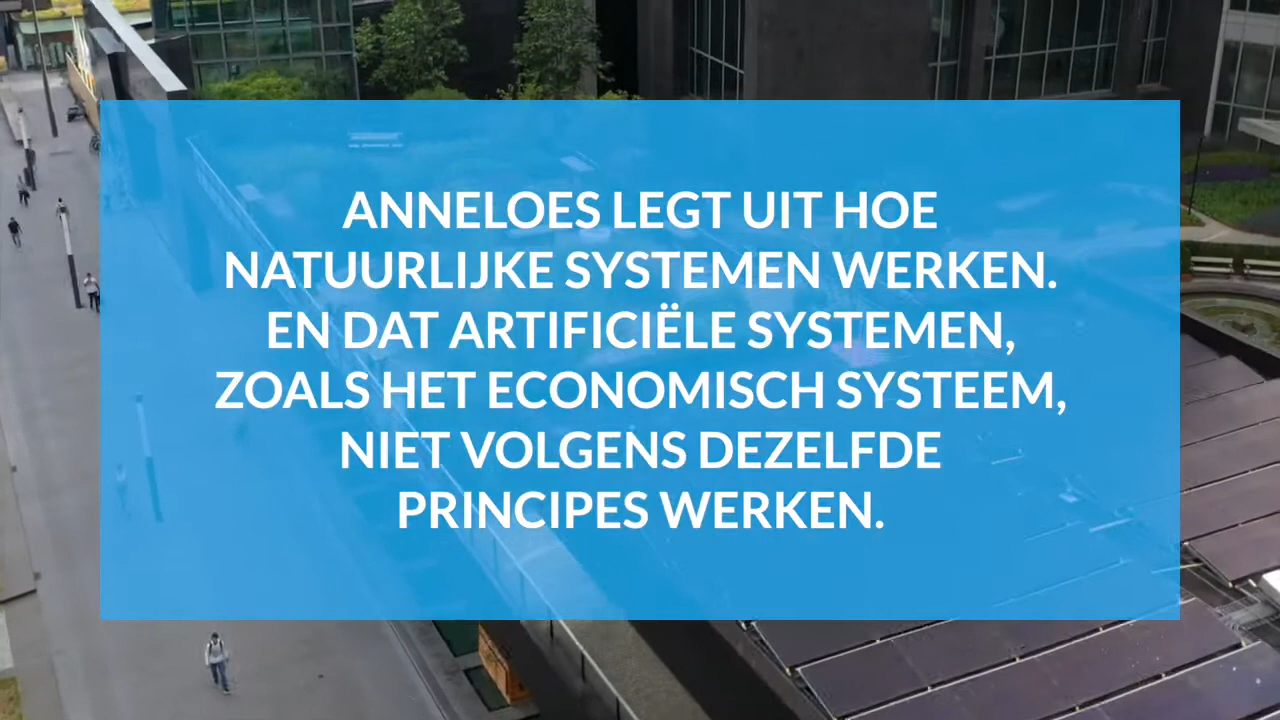 ANNELOES LEGT UIT HOE
NATUURLIJKE SYSTEMEN WERKEN.
EN DAT ARTIFICIËLE SYSTEMEN,
ZOALS HET ECONOMISCH SYSTEEM,
NIET VOLGENS DEZELFDE
PRINCIPES WERKEN.